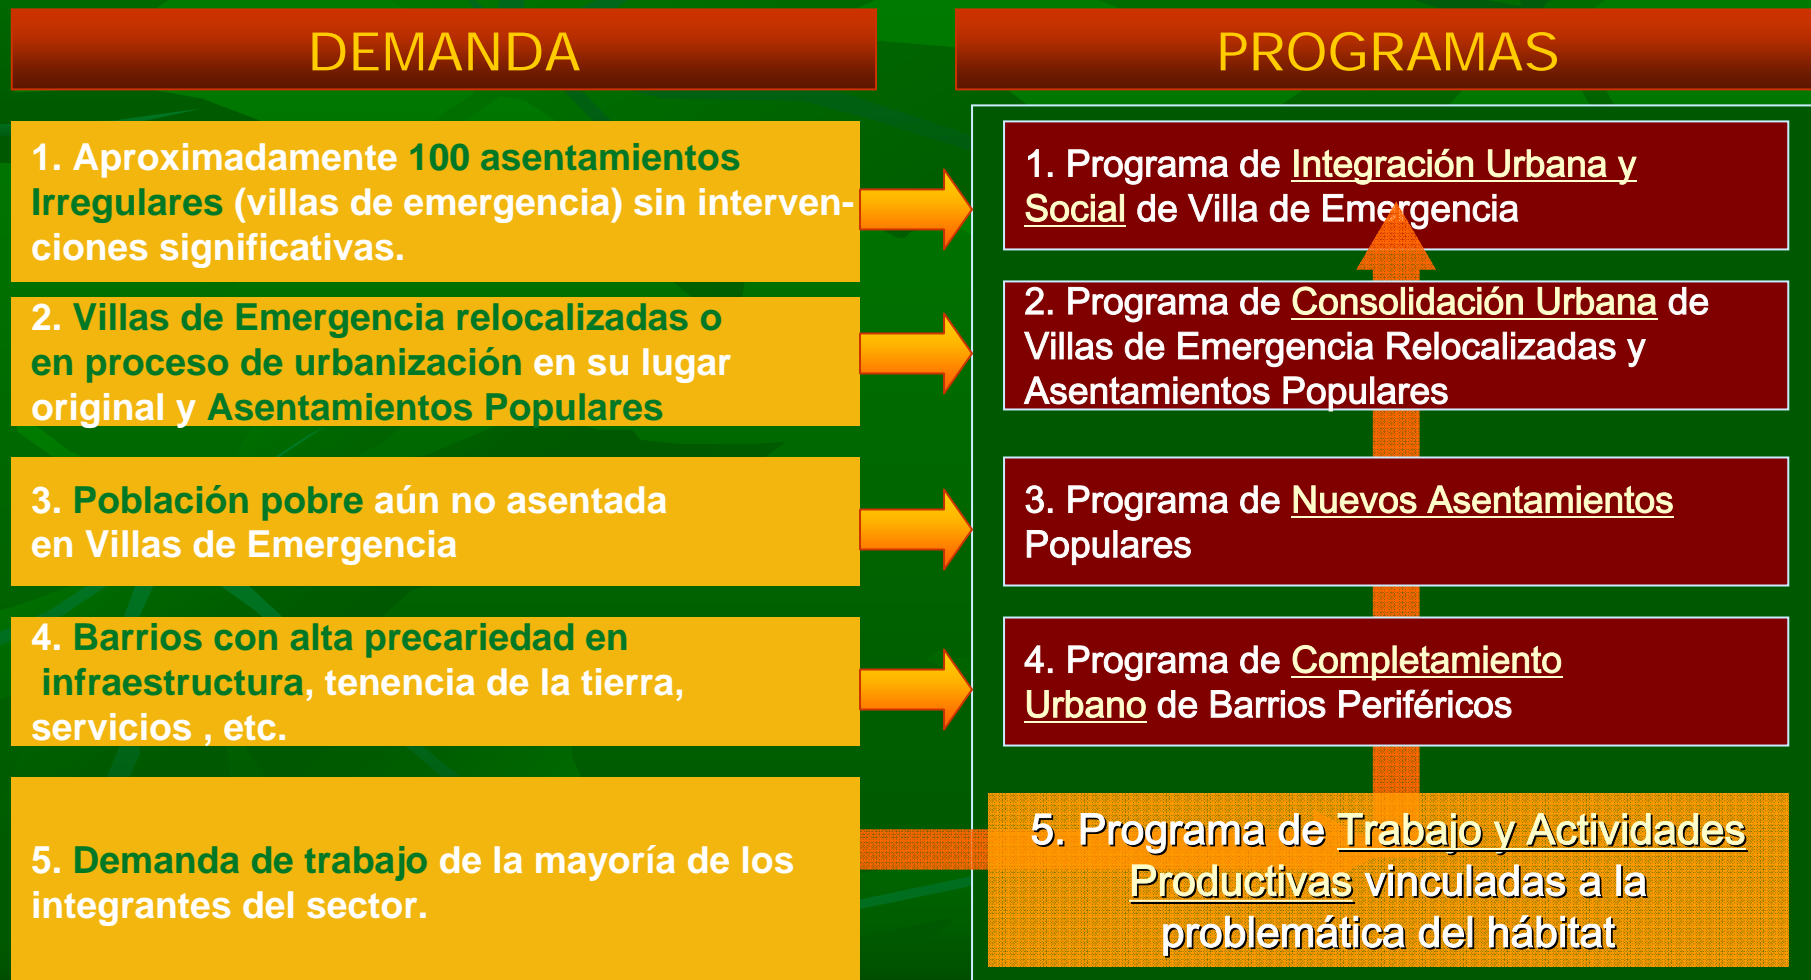 DEMANDA
PROGRAMAS
1. Aproximadamente 100 asentamientos
Irregulares (villas de emergencia) sin interven-
ciones significativas.
1. Programa de Integración Urbana y
Social de Villa de Emergencia
2. Villas de Emergencia relocalizadas o
en proceso de urbanización en su lugar
original y Asentamientos Populares
2. Programa de Consolidación Urbana de
Villas de Emergencia Relocalizadas y
Asentamientos Populares
3. Población pobre aún no asentada
en Villas de Emergencia
3. Programa de Nuevos Asentamientos
Populares
4. Barrios con alta precariedad en
infraestructura, tenencia de la tierra,
servicios , etc.
4. Programa de Completamiento
Urbano de Barrios Periféricos
5. Demanda de trabajo de la mayoría de los
integrantes del sector.
5. Programa de Trabajo y Actividades
Productivas vinculadas a la
problemática del hábitat